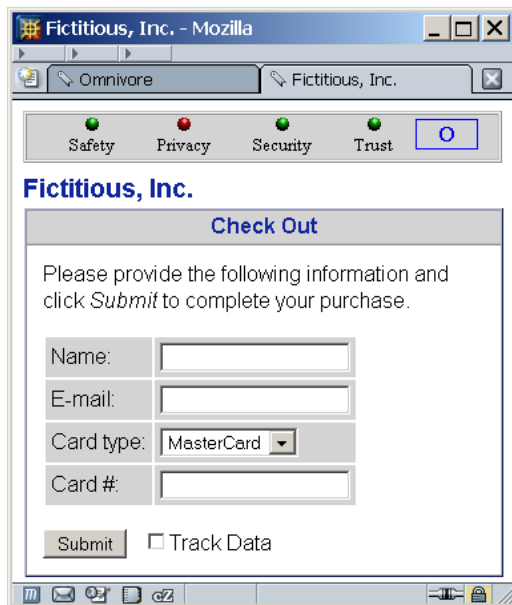 Fictitious, Inc. - Mozilla
Omnivore
Fictitious, Inc.
Safety Privacy Security Trust O
Fictitious, Inc.
Check Out
Please provide the following information and
click Submit to complete your purchase.
Name:
E-mail:
Card type: MasterCard
Card #:
Submit Track Data